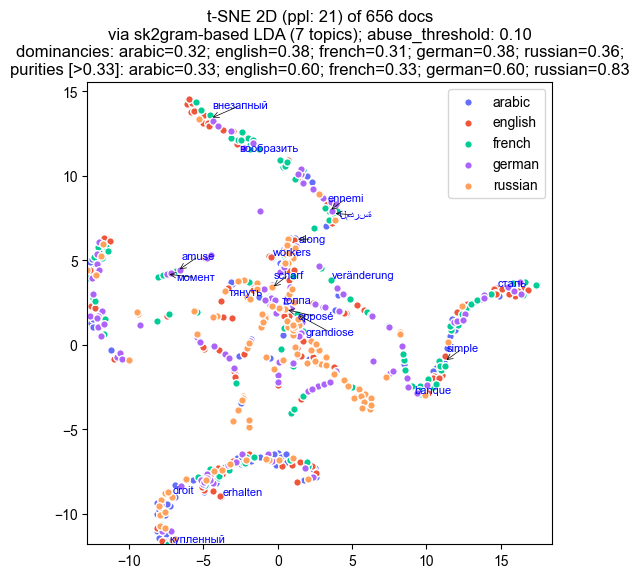 t-SNE 2D (ppl: 21) of 656 docs
via sk2gram-based LDA (7 topics); abuse_threshold: 0.10
dominancies: arabic=0.32; english=0.38; french=0.31; german=0.38; russian=0.36;
purities [>0.33]: arabic=0.33; english=0.60; french=0.33; german=0.60; russian=0.83
arabic
english
french
german
russian
внезапный
вообразить
ennemi
along
workers
amuse
момент
scharf
veränderung
тянуть
толпа
opposé
grandiose
стать
simple
banque
droit
erhalten
купленный
15
10
5
0
−5
−10
−10
−5
0
5
10
15